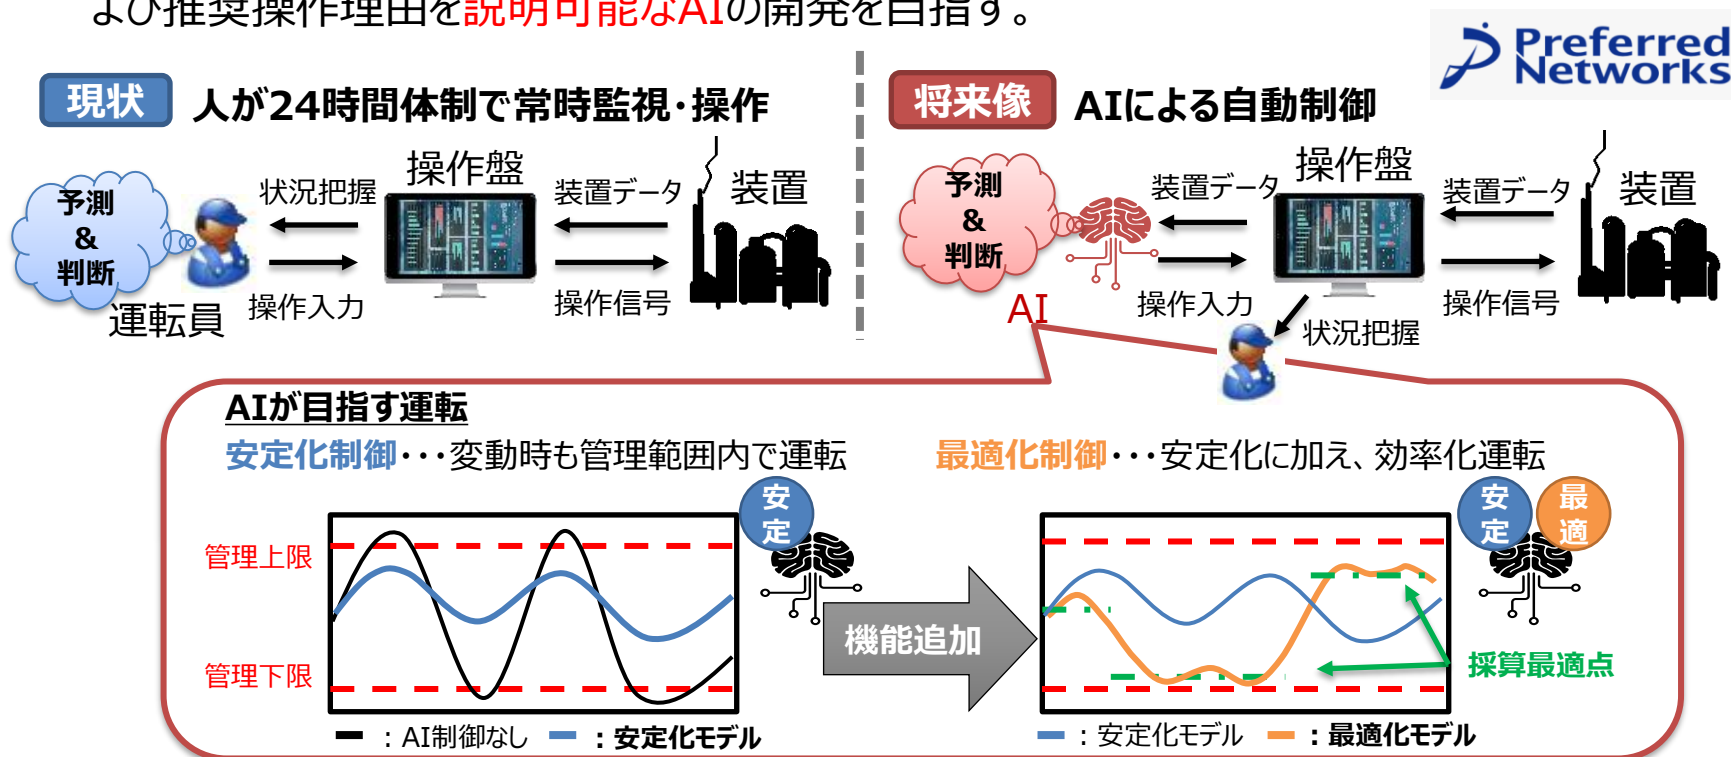 よび推奨操作理由を説明可能なAIの開発を目指す。
Preferred
Networks
現状 人が24時間体制で常時監視・操作
将来像 AIによる自動制御
予測
&
判断
状況把握
操作盤
装置データ
装置
操作入力
操作信号
運転員
予測
&
判断
装置データ
操作盤
装置データ
装置
AI
操作入力
操作信号
状況把握
AIが目指す運転
安定化制御・・・変動時も管理範囲内で運転
最適化制御・・・安定化に加え、効率化運転
安
定
管理上限
管理下限
機能追加
安
定
最
適
採算最適点
：AI制御なし
：安定化モデル
：安定化モデル
：最適化モデル